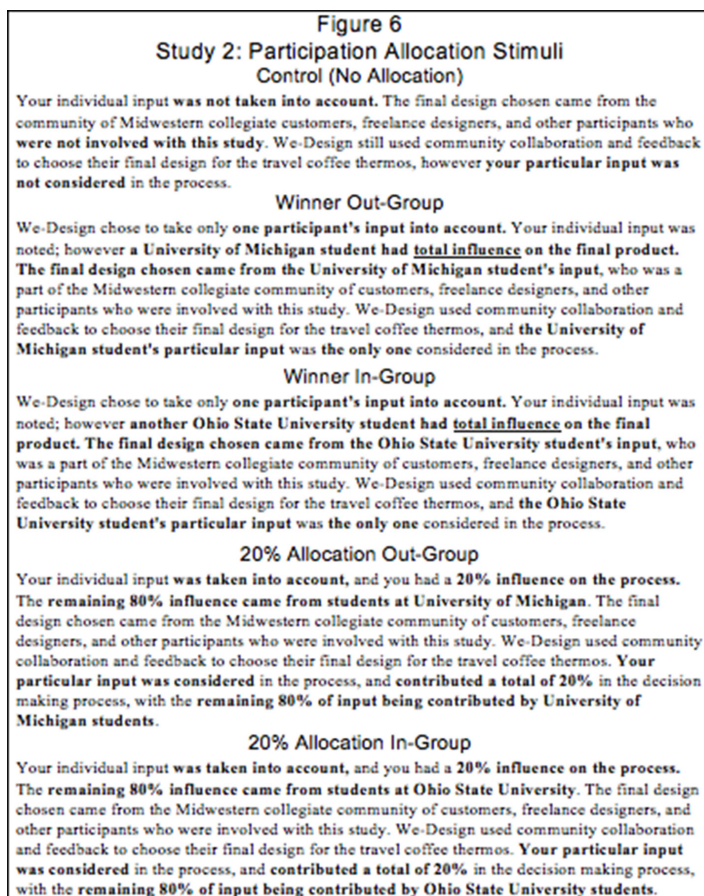 Figure 6
Study 2: Participation Allocation Stimuli
Control (No Allocation)
Your individual input was not taken into account. The final design chosen came from the
community of Midwestern collegiate customers, freelance designers, and other participants who
were not involved with this study. We-Design still used community collaboration and feedback
to choose their final design for the travel coffee thermos, however your particular input was
not considered in the process.
Winner Out-Group
We-Design chose to take only one participant's input into account. Your individual input was
noted; however a University of Michigan student had total influence on the final product.
The final design chosen came from the University of Michigan student's input, who was a
part of the Midwestern collegiate community of customers, freelance designers, and other
participants who were involved with this study. We-Design used community collaboration and
feedback to choose their final design for the travel coffee thermos, and the University of
Michigan student's particular input was the only one considered in the process.
Winner In-Group
We-Design chose to take only one participant's input into account. Your individual input was
noted; however another Ohio State University student had total influence on the final
product. The final design chosen came from the Ohio State University student's input, who
was a part of the Midwestern collegiate community of customers, freelance designers, and other
participants who were involved with this study. We-Design used community collaboration and
feedback to choose their final design for the travel coffee thermos, and the Ohio State
University student's particular input was the only one considered in the process.
20% Allocation Out-Group
Your individual input was taken into account, and you had a 20% influence on the process.
The remaining 80% influence came from students at University of Michigan. The final
design chosen came from the Midwestern collegiate community of customers, freelance
designers, and other participants who were involved with this study. We-Design used community
collaboration and feedback to choose their final design for the travel coffee thermos. Your
particular input was considered in the process, and contributed a total of 20% in the decision
making process, with the remaining 80% of input being contributed by University of
Michigan students.
20% Allocation In-Group
Your individual input was taken into account, and you had a 20% influence on the process.
The remaining 80% influence came from students at Ohio State University. The final design
chosen came from the Midwestern collegiate community of customers, freelance designers, and
other participants who were involved with this study. We-Design used community collaboration
and feedback to choose their final design for the travel coffee thermos. Your particular input
was considered in the process, and contributed a total of 20% in the decision making process,
with the remaining 80% of input being contributed by Ohio State University students.